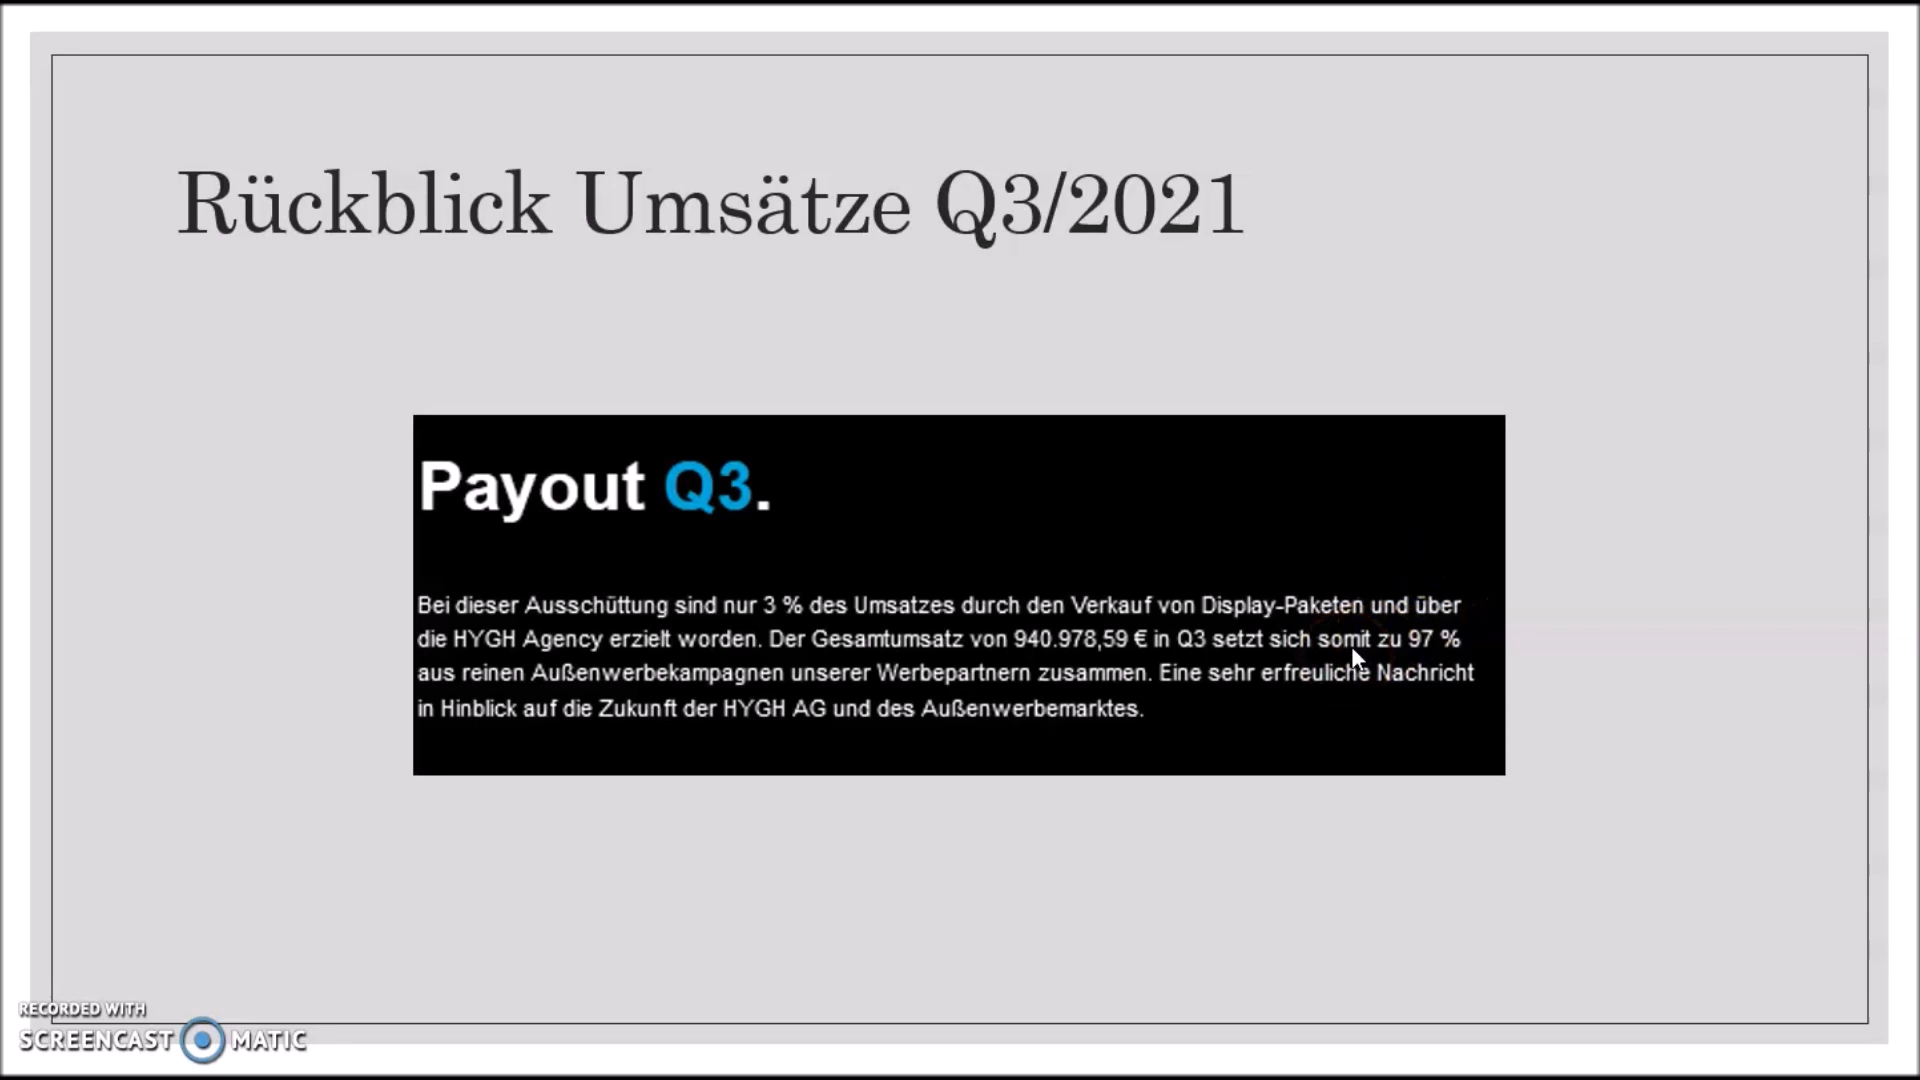 Rückblick Umsätze Q3/2021
Payout Q3.
Bei dieser Ausschüttung sind nur 3 % des Umsatzes durch den Verkauf von Display-Paketen und über
die HYGH Agency erzielt worden. Der Gesamtumsatz von 940.978,59 € in Q3 setzt sich somit zu 97 %
aus reinen Außenwerbekampagnen unserer Werbepartnern zusammen. Eine sehr erfreuliche Nachricht
in Hinblick auf die Zukunft der HYGH AG und des Außenwerbemarktes.
RECORDED WITH
SCREENCAST MATIC